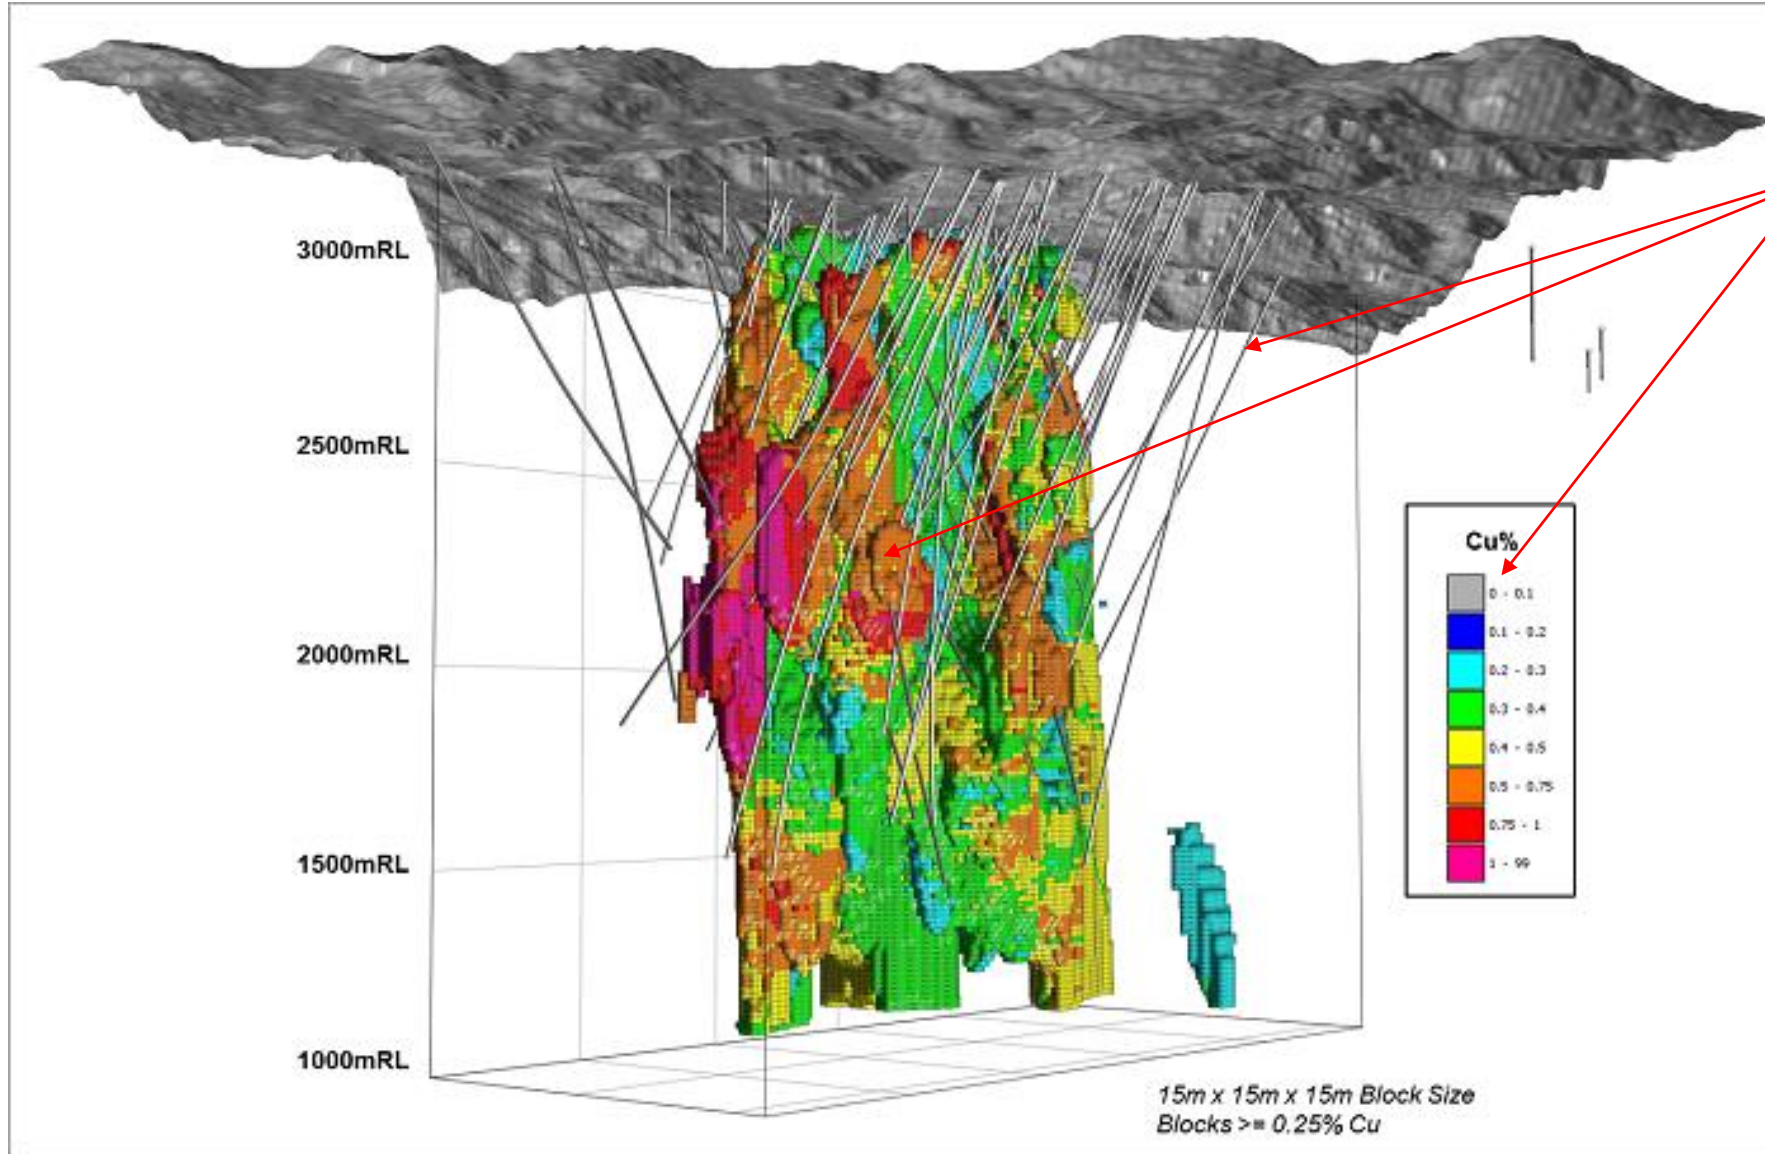 3000mRL
2500mRL
2000mRL
1500mRL
1000mRL
Cu%
0 - 0.1
0.1 - 0.2
0.2 - 0.3
0.3 - 0.4
0.4 - 0.5
0.5 - 0.75
0.75 - 1
1 - 99
15m x 15m x 15m Block Size
Blocks >= 0.25% Cu